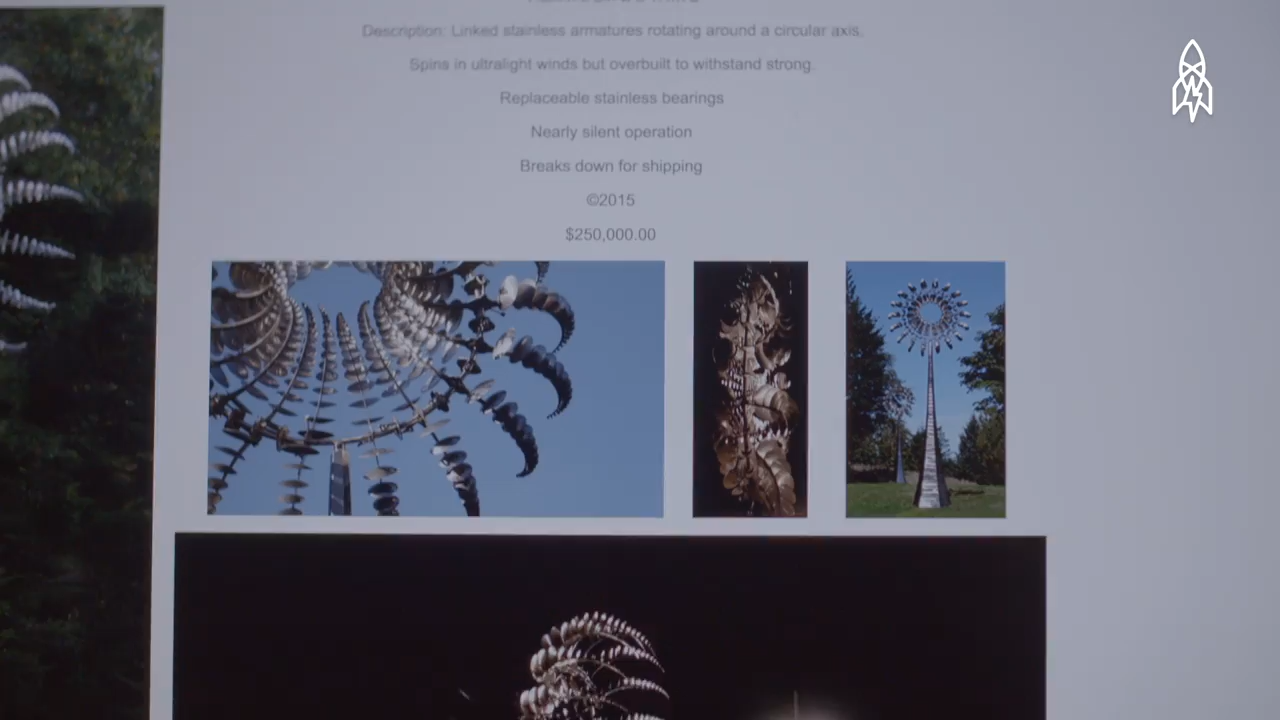 Description: Linked stainless armatures rotating around a circular axis.
Spins in ultralight winds but overbuilt to withstand strong.
Replaceable stainless bearings
Nearly silent operation
Breaks down for shipping
©2015
$250,000.00